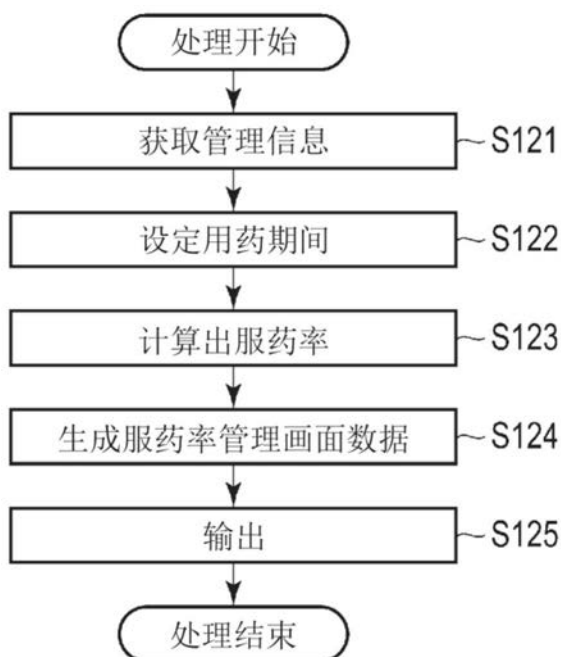 处理开始
获取管理信息 S121
设定用药期间 S122
计算出服药率 S123
生成服药率管理画面数据 S124
输出 S125
处理结束